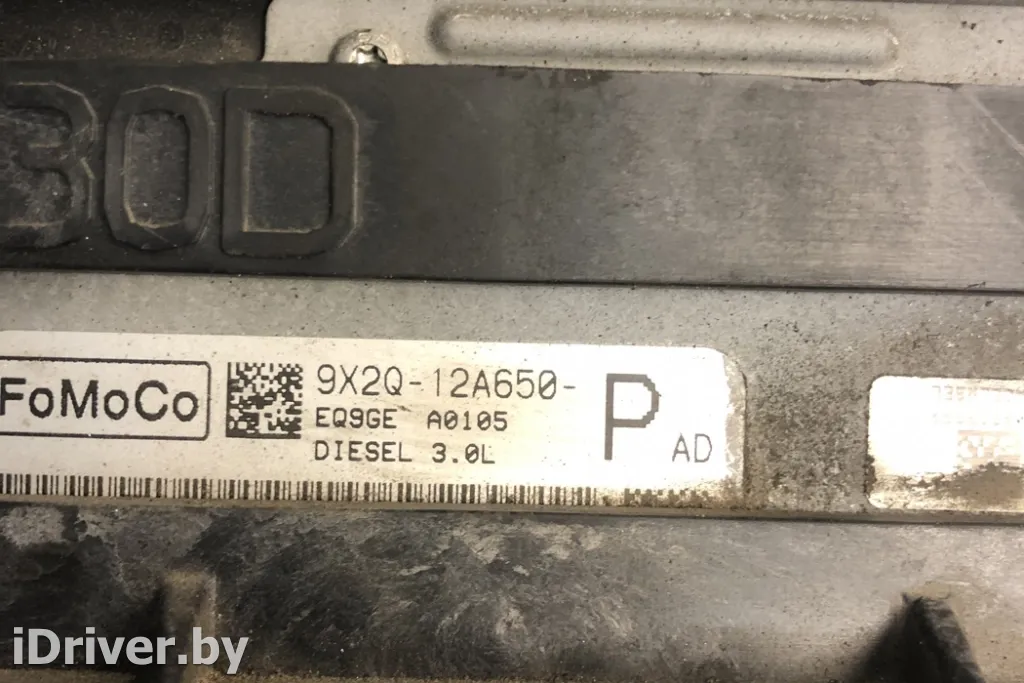 30D
FoMoCo
9X2Q-12A650-
EQ9GE A0105
DIESEL 3.0L
P
AD
iDriver.by